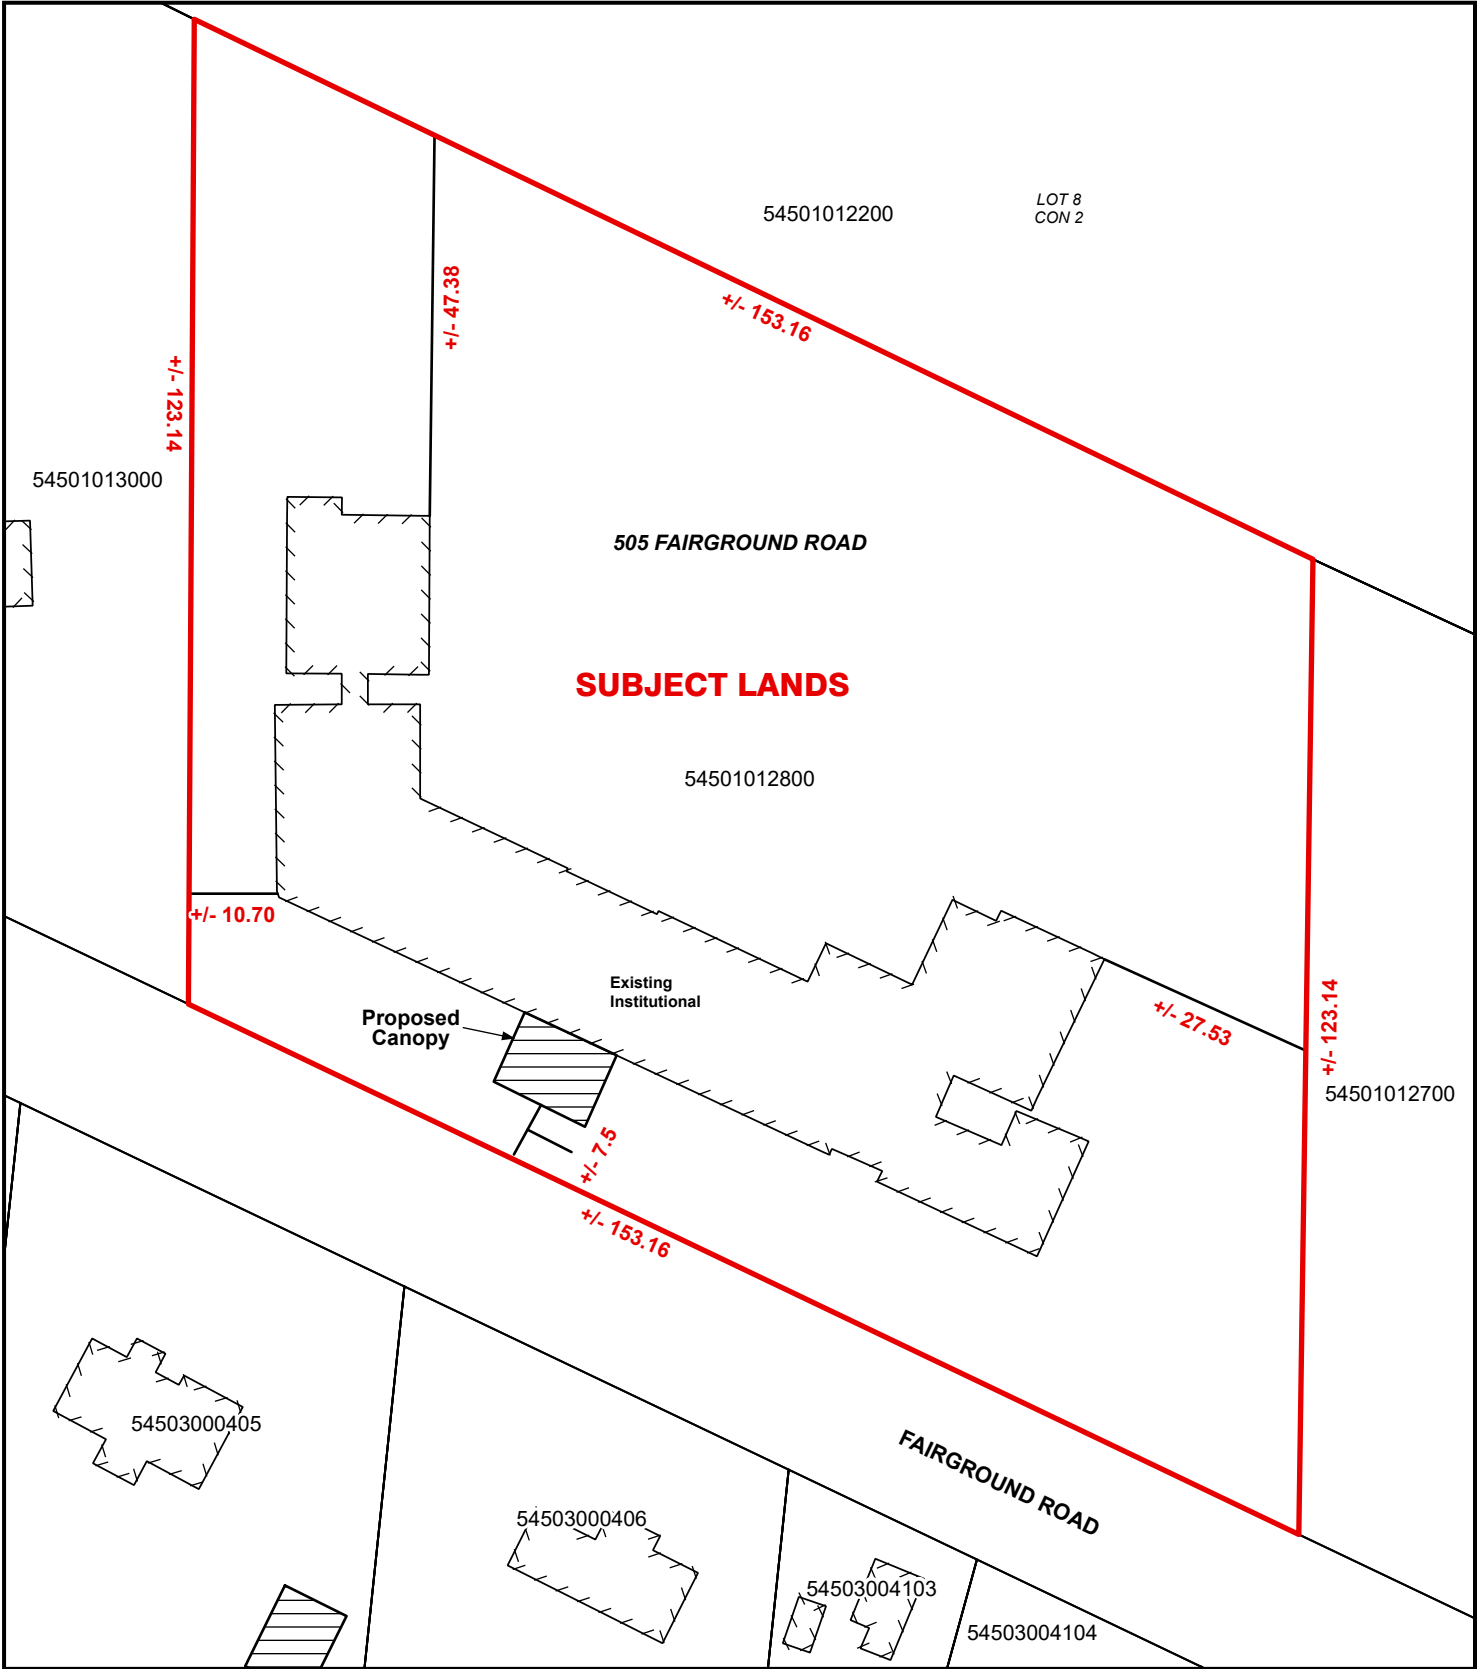 54501012200
LOT 8
CON 2
+/- 47.38
+/- 153.16
+/- 123.14
54501013000
505 FAIRGROUND ROAD
SUBJECT LANDS
54501012800
+/- 10.70
Existing
Institutional
Proposed
Canopy
+/- 27.53
+/- 123.14
54501012700
+/- 7.5
+/- 153.16
54503000405
FAIRGROUND ROAD
54503000406
54503004103
54503004104